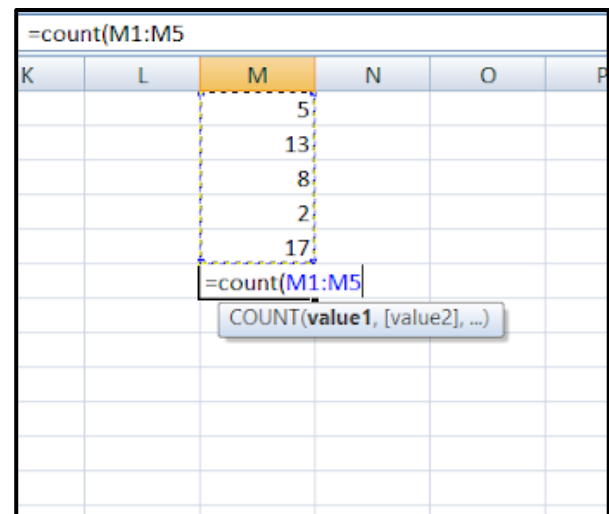 =count(M1:M5
K L M N O P
5
13
8
2
17
=count(M1:M5
COUNT(value1, [value2], ...)